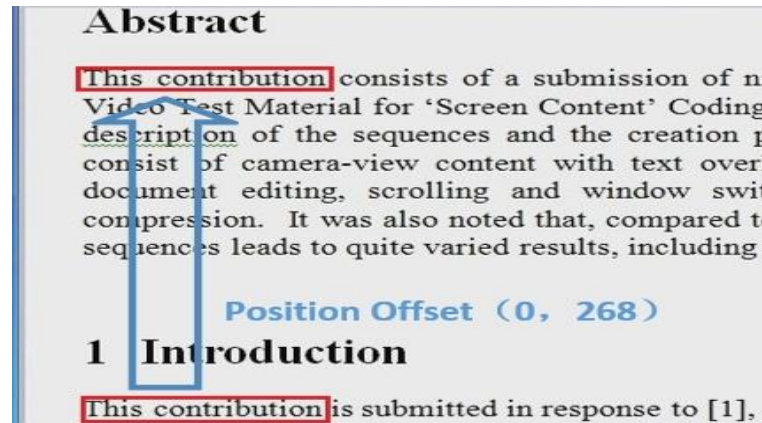 Abstract
This contribution consists of a submission of n
Video Test Material for ‘Screen Content’ Coding
description of the sequences and the creation p
consist of camera-view content with text over
document editing, scrolling and window swit
compression. It was also noted that, compared t
sequences leads to quite varied results, including
Position Offset（0，268）
1 Introduction
This contribution is submitted in response to [1],